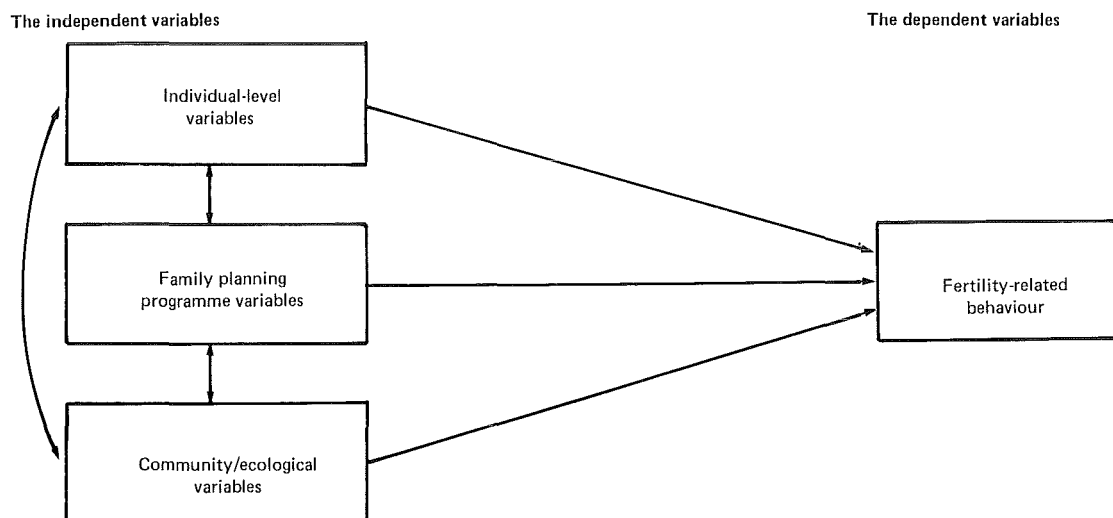 The independent variables
The dependent variables
Individual-level
variables
Family planning
programme variables
Fertility-related
behaviour
Community/ecological
variables